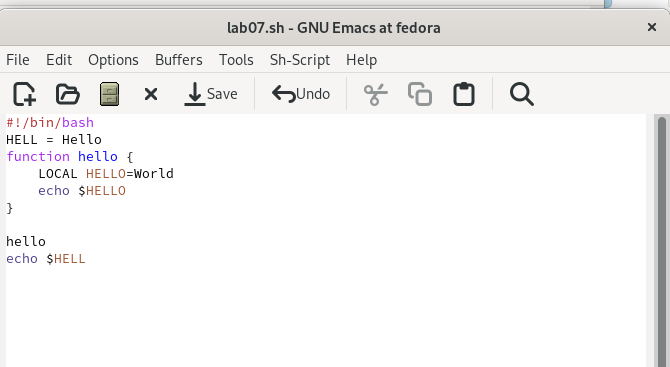 lab07.sh - GNU Emacs at fedora
File Edit Options Buffers Tools Sh-Script Help
Save Undo
#!/bin/bash
HELL = Hello
function hello {
    LOCAL HELLO=World
    echo $HELLO
}
hello
echo $HELL